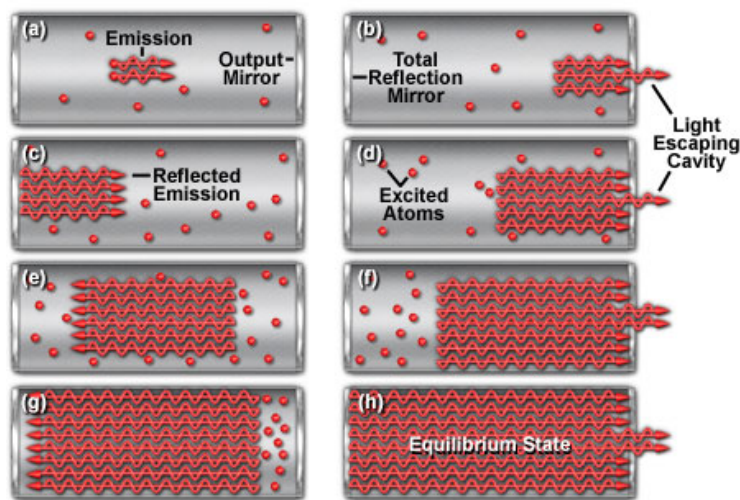 (a)
Emission
Output
Mirror
(b)
Total
Reflection
Mirror
Light
Escaping
Cavity
(c)
Reflected
Emission
(d)
Excited
Atoms
(e)
(f)
(g)
(h)
Equilibrium State